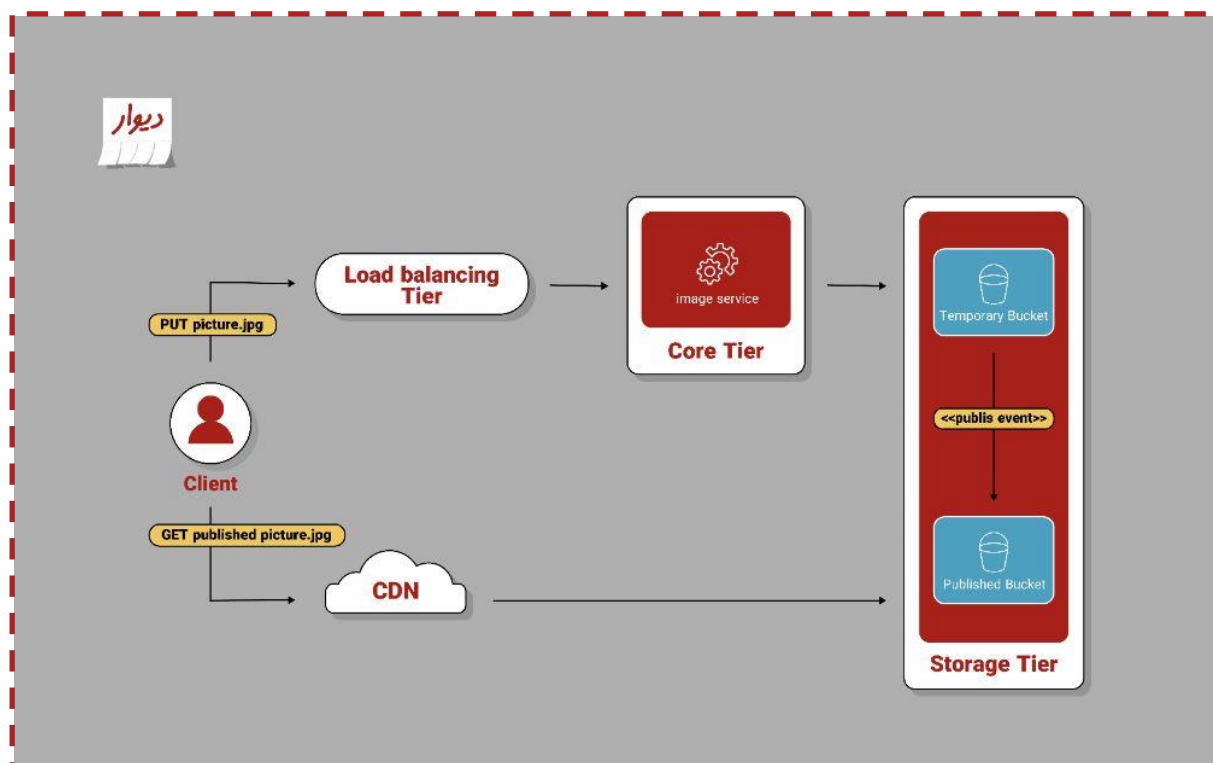 دیوار
Load balancing
Tier
image service
Core Tier
Temporary Bucket
PUT picture.jpg
<<publis event>>
Client
GET published picture.jpg
CDN
Published Bucket
Storage Tier